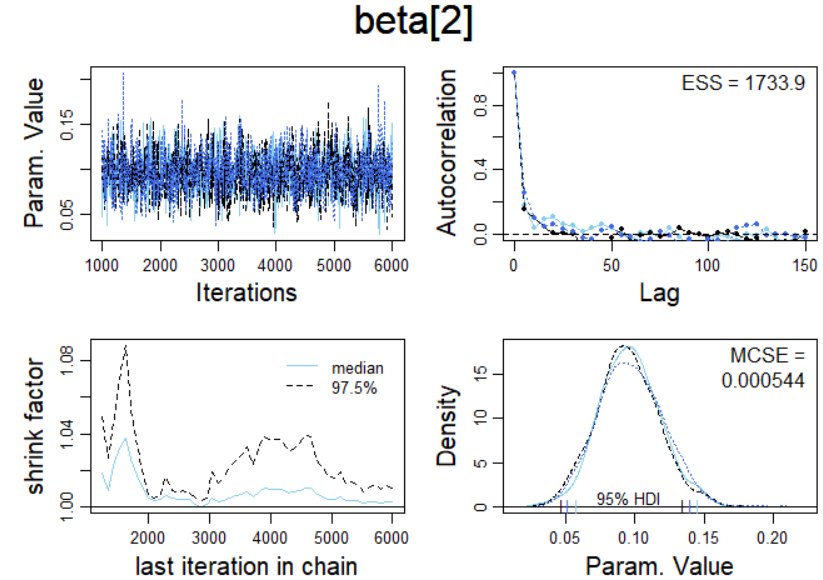 beta[2]
Param. Value
0.05
0.15
1000 2000 3000 4000 5000 6000
Iterations
Autocorrelation
0.0
0.4
0.8
ESS = 1733.9
0 50 100 150
Lag
shrink factor
1.00
1.04
1.08
median
97.5%
2000 3000 4000 5000 6000
last iteration in chain
Density
0
5
10
15
MCSE =
0.000544
95% HDI
0.05 0.10 0.15 0.20
Param. Value